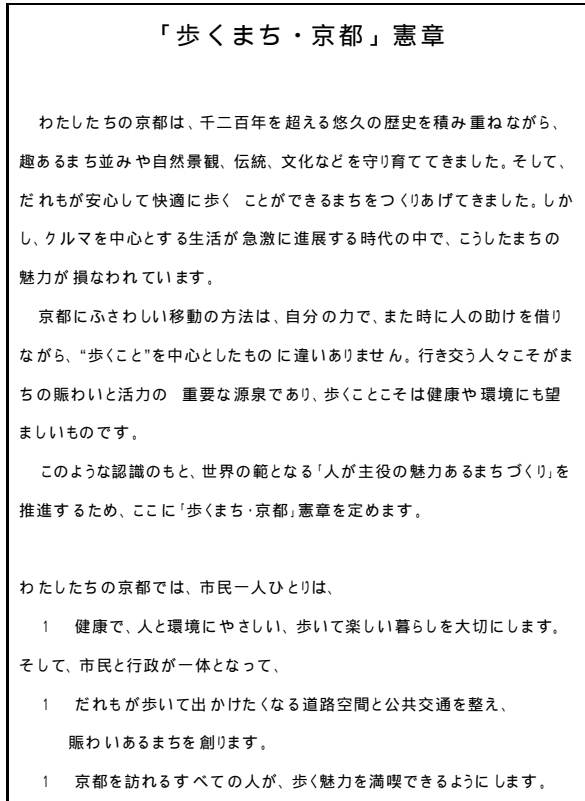 「歩くまち・京都」憲章
わたしたちの京都は、千二百年を超える悠久の歴史を積み重ねながら、
趣あるまち並みや自然景観、伝統、文化などを守り育ててきました。そして、
だれもが安心して快適に歩く ことができるまちをつくりあげてきました。しか
し、クルマを中心とする生活が急激に進展する時代の中で、こうしたまちの
魅力が損なわれています。
京都にふさわしい移動の方法は、自分の力で、また時に人の助けを借り
ながら、“歩くこと”を中心としたものに違いありません。行き交う人々こそがま
ちの賑わいと活力の 重要な源泉であり、歩くことこそは健康や環境にも望
ましいものです。
このような認識のもと、世界の範となる「人が主役の魅力あるまちづくり」を
推進するため、ここに「歩くまち・京都」憲章を定めます。
わたしたちの京都では、市民一人ひとりは、
1 健康で、人と環境にやさしい、歩いて楽しい暮らしを大切にします。
そして、市民と行政が一体となって、
1 だれもが歩いて出かけたくなる道路空間と公共交通を整え、
賑わいあるまちを創ります。
1 京都を訪れるすべての人が、歩く魅力を満喫できるようにします。